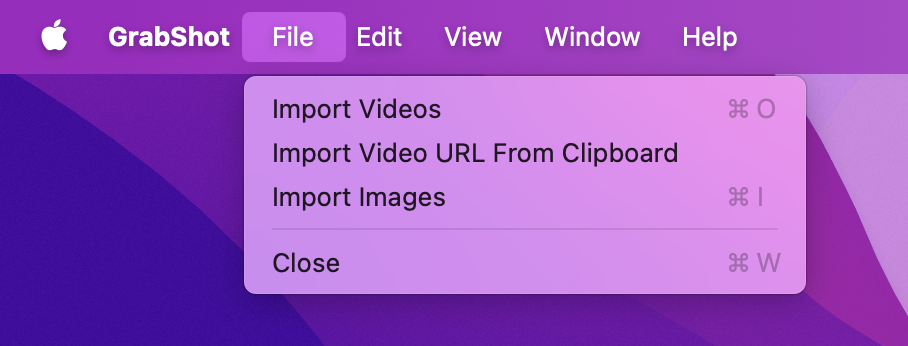 GrabShot File Edit View Window Help
Import Videos ⌘ O
Import Video URL From Clipboard
Import Images ⌘ I
Close ⌘ W